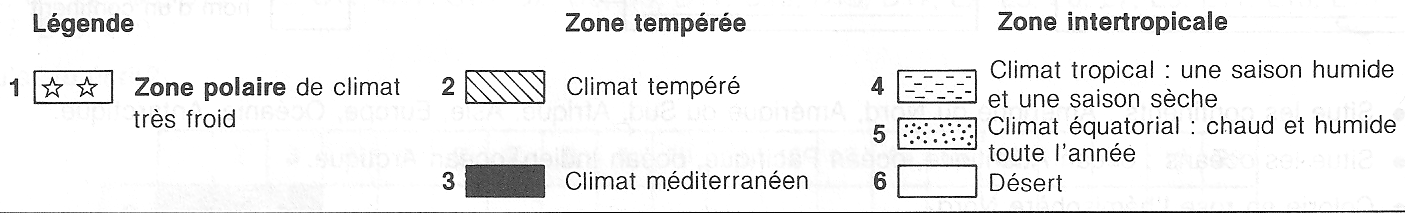 Légende
1 Zone polaire de climat
très froid
Zone tempérée
2 Climat tempéré
3 Climat méditerranéen
Zone intertropicale
4 Climat tropical : une saison humide
et une saison sèche
5 Climat équatorial : chaud et humide
toute l'année
6 Désert